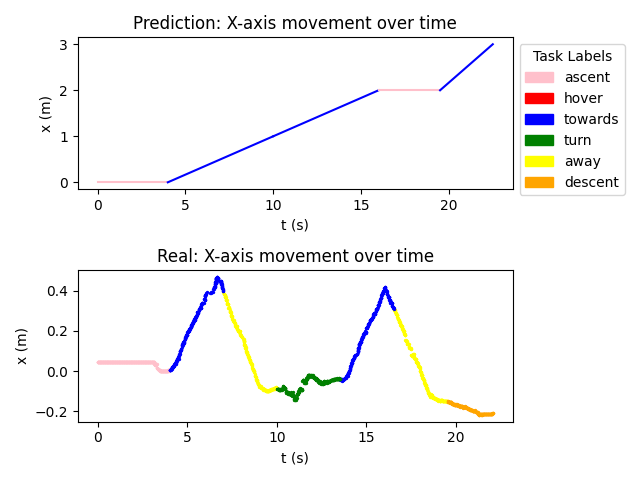 Prediction: X-axis movement over time
3
2
1
0
x (m)
0
5
10
15
20
t (s)
Task Labels
ascent
hover
towards
turn
away
descent
Real: X-axis movement over time
0.4
0.2
0.0
−0.2
x (m)
0
5
10
15
20
t (s)